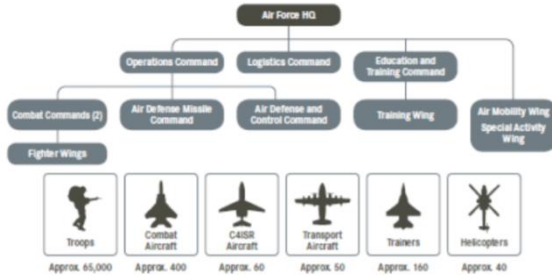 Air Force HQ
Operations Command
Logistics Command
Education and
Training Command
Combat Commands (2)
Air Defense Missile
Command
Air Defense and
Control Command
Training Wing
Air Mobility Wing
Special Activity
Wing
Fighter Wings
Troops
Combat
Aircraft
C4ISR
Aircraft
Transport
Aircraft
Trainers
Helicopters
Approx. 65,000
Approx. 400
Approx. 60
Approx. 50
Approx. 160
Approx. 40